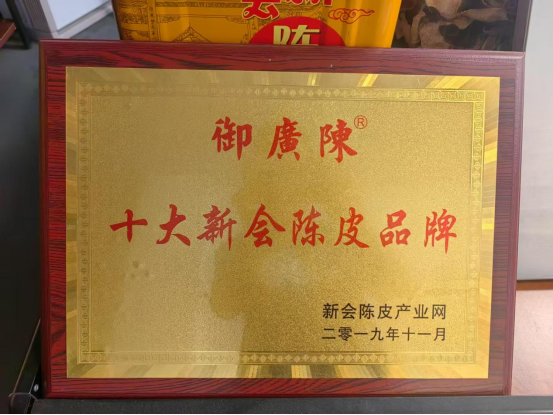 陈
御廣陳®
十大新会陈皮品牌
新会陈皮产业网
二零一九年十一月